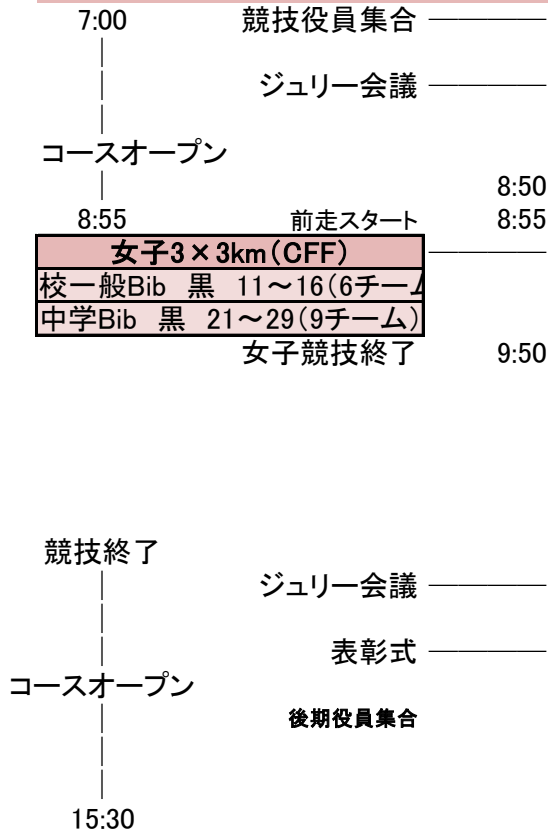 7:00 競技役員集合
ジュリー会議
コースオープン
8:50
8:55 前走スタート 8:55
女子3×3km(CFF)
校一般Bib 黒 11～16(6チーム
中学Bib 黒 21～29(9チーム)
女子競技終了 9:50
競技終了
ジュリー会議
表彰式
コースオープン
後期役員集合
15:30